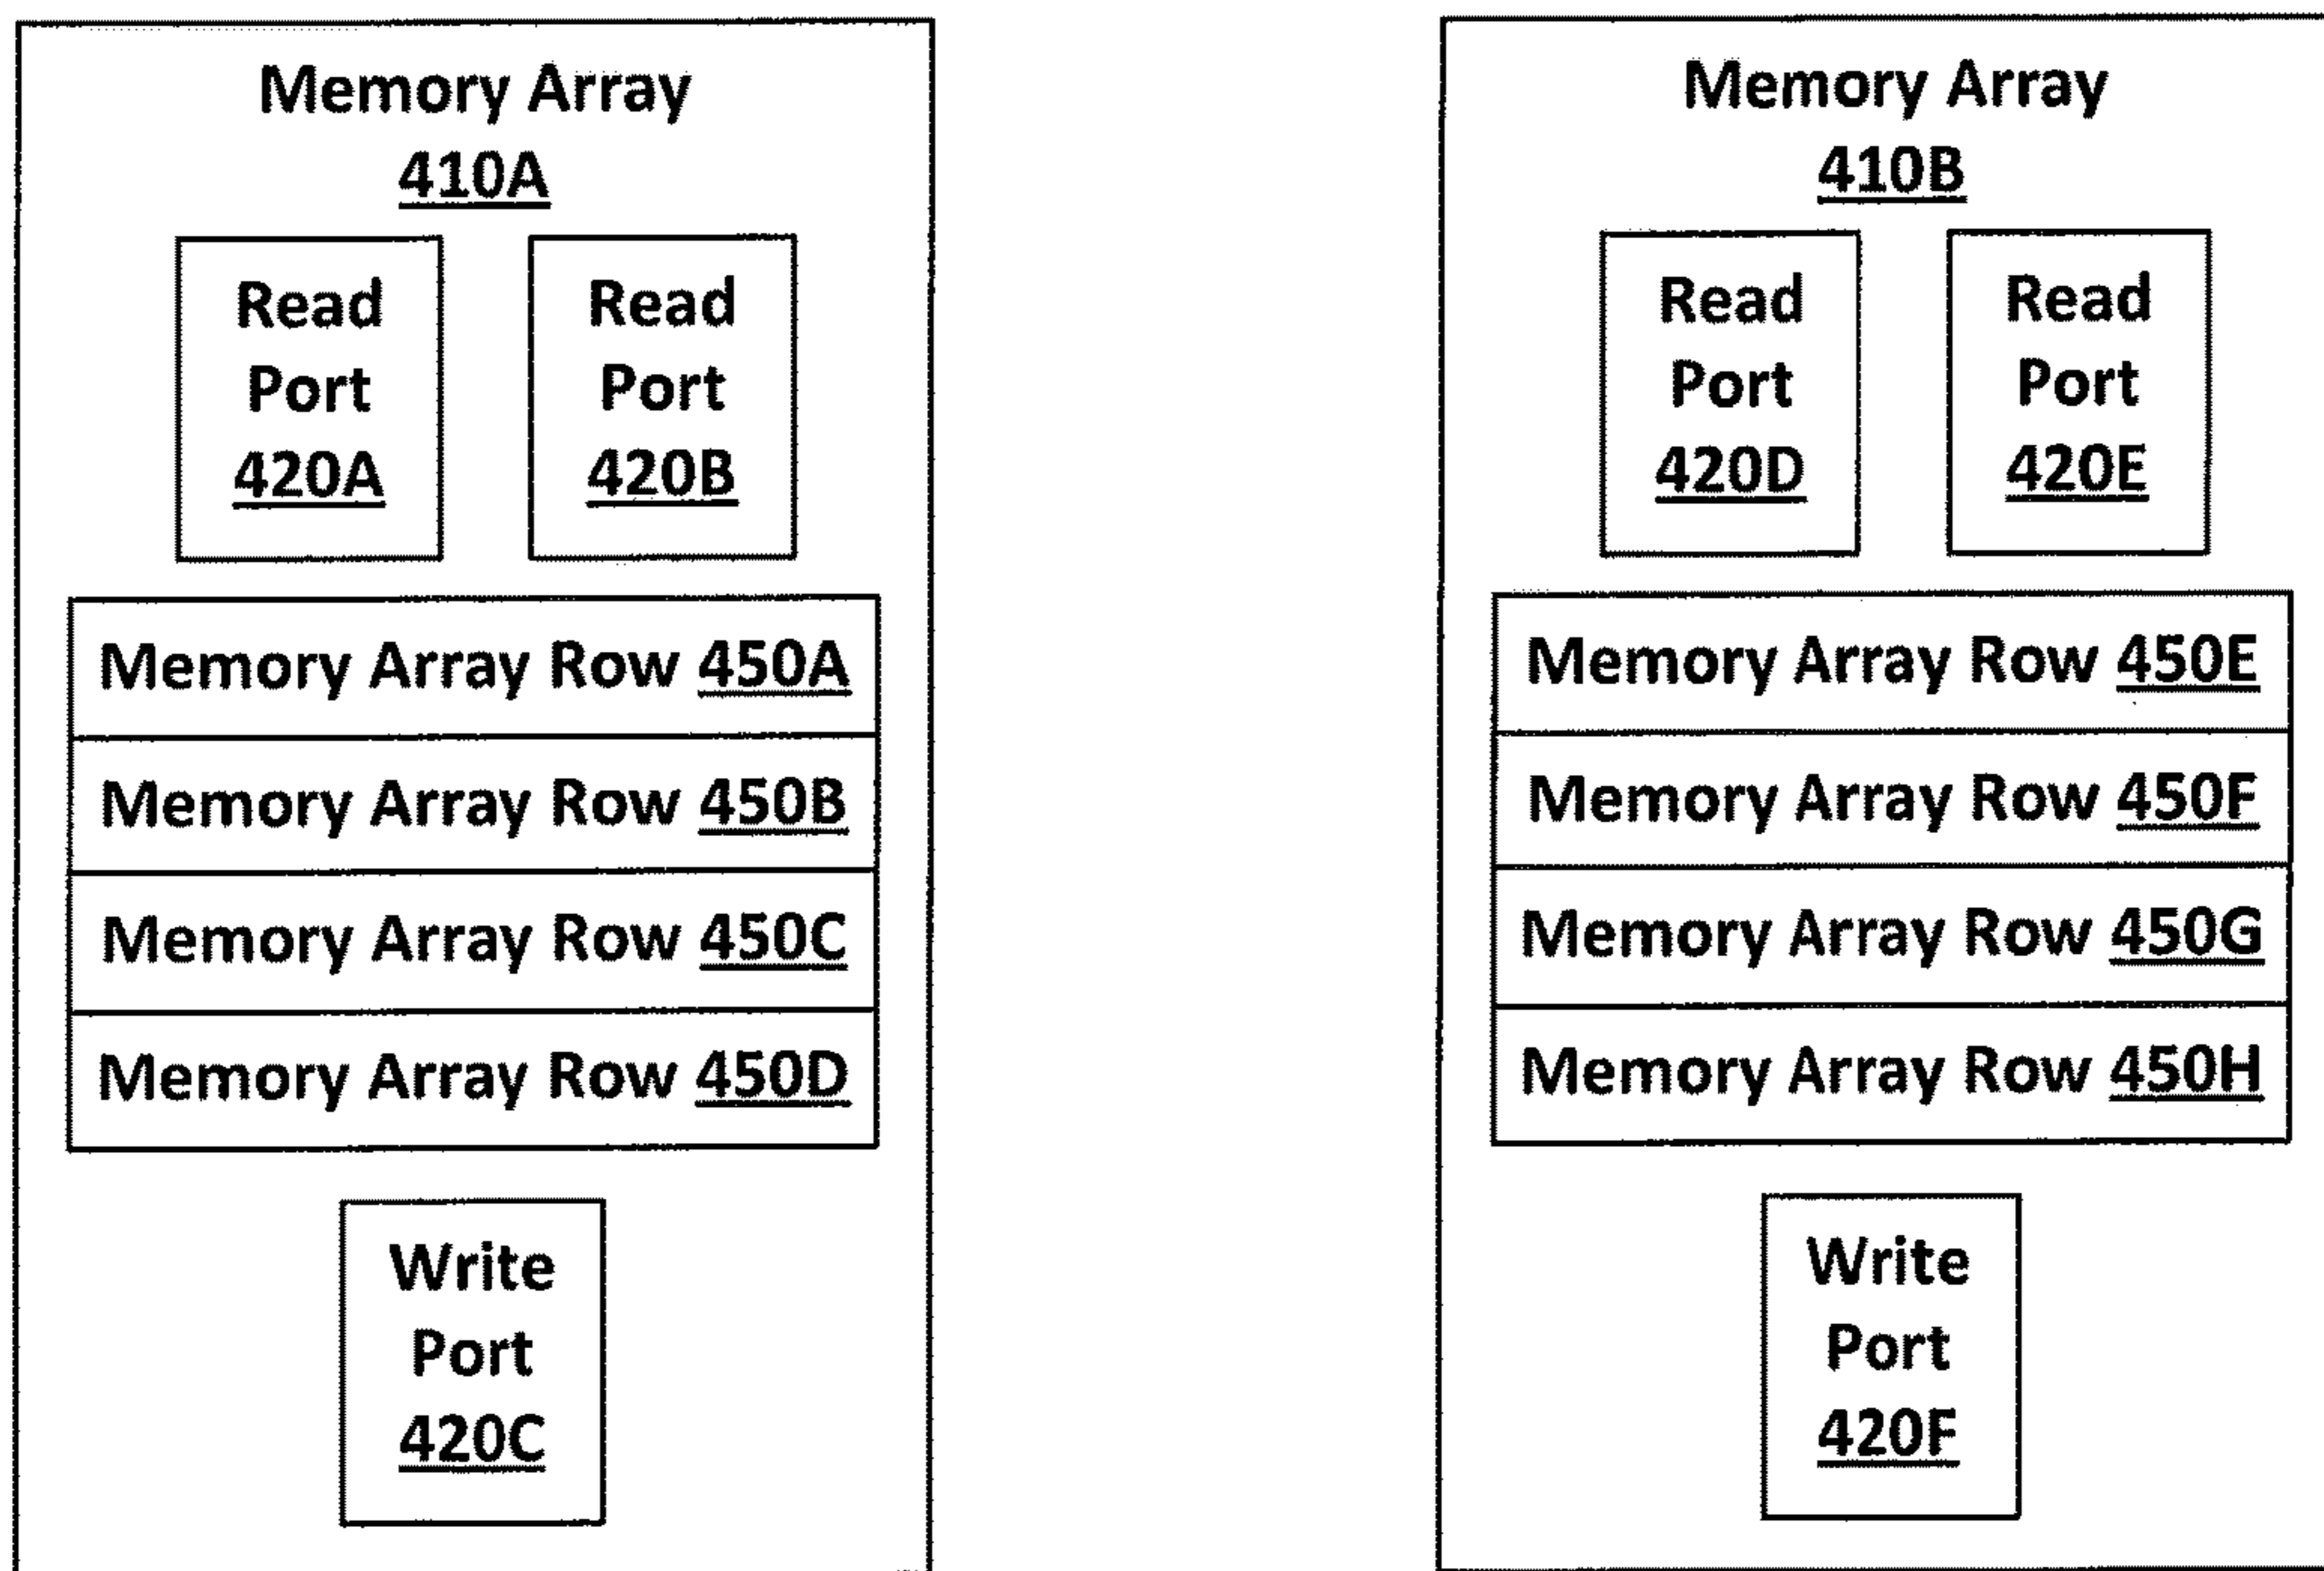 Memory Array
410A
Read
Port
420A
Read
Port
420B
Memory Array Row 450A
Memory Array Row 450B
Memory Array Row 450C
Memory Array Row 450D
Write
Port
420C
Memory Array
410B
Read
Port
420D
Read
Port
420E
Memory Array Row 450E
Memory Array Row 450F
Memory Array Row 450G
Memory Array Row 450H
Write
Port
420F